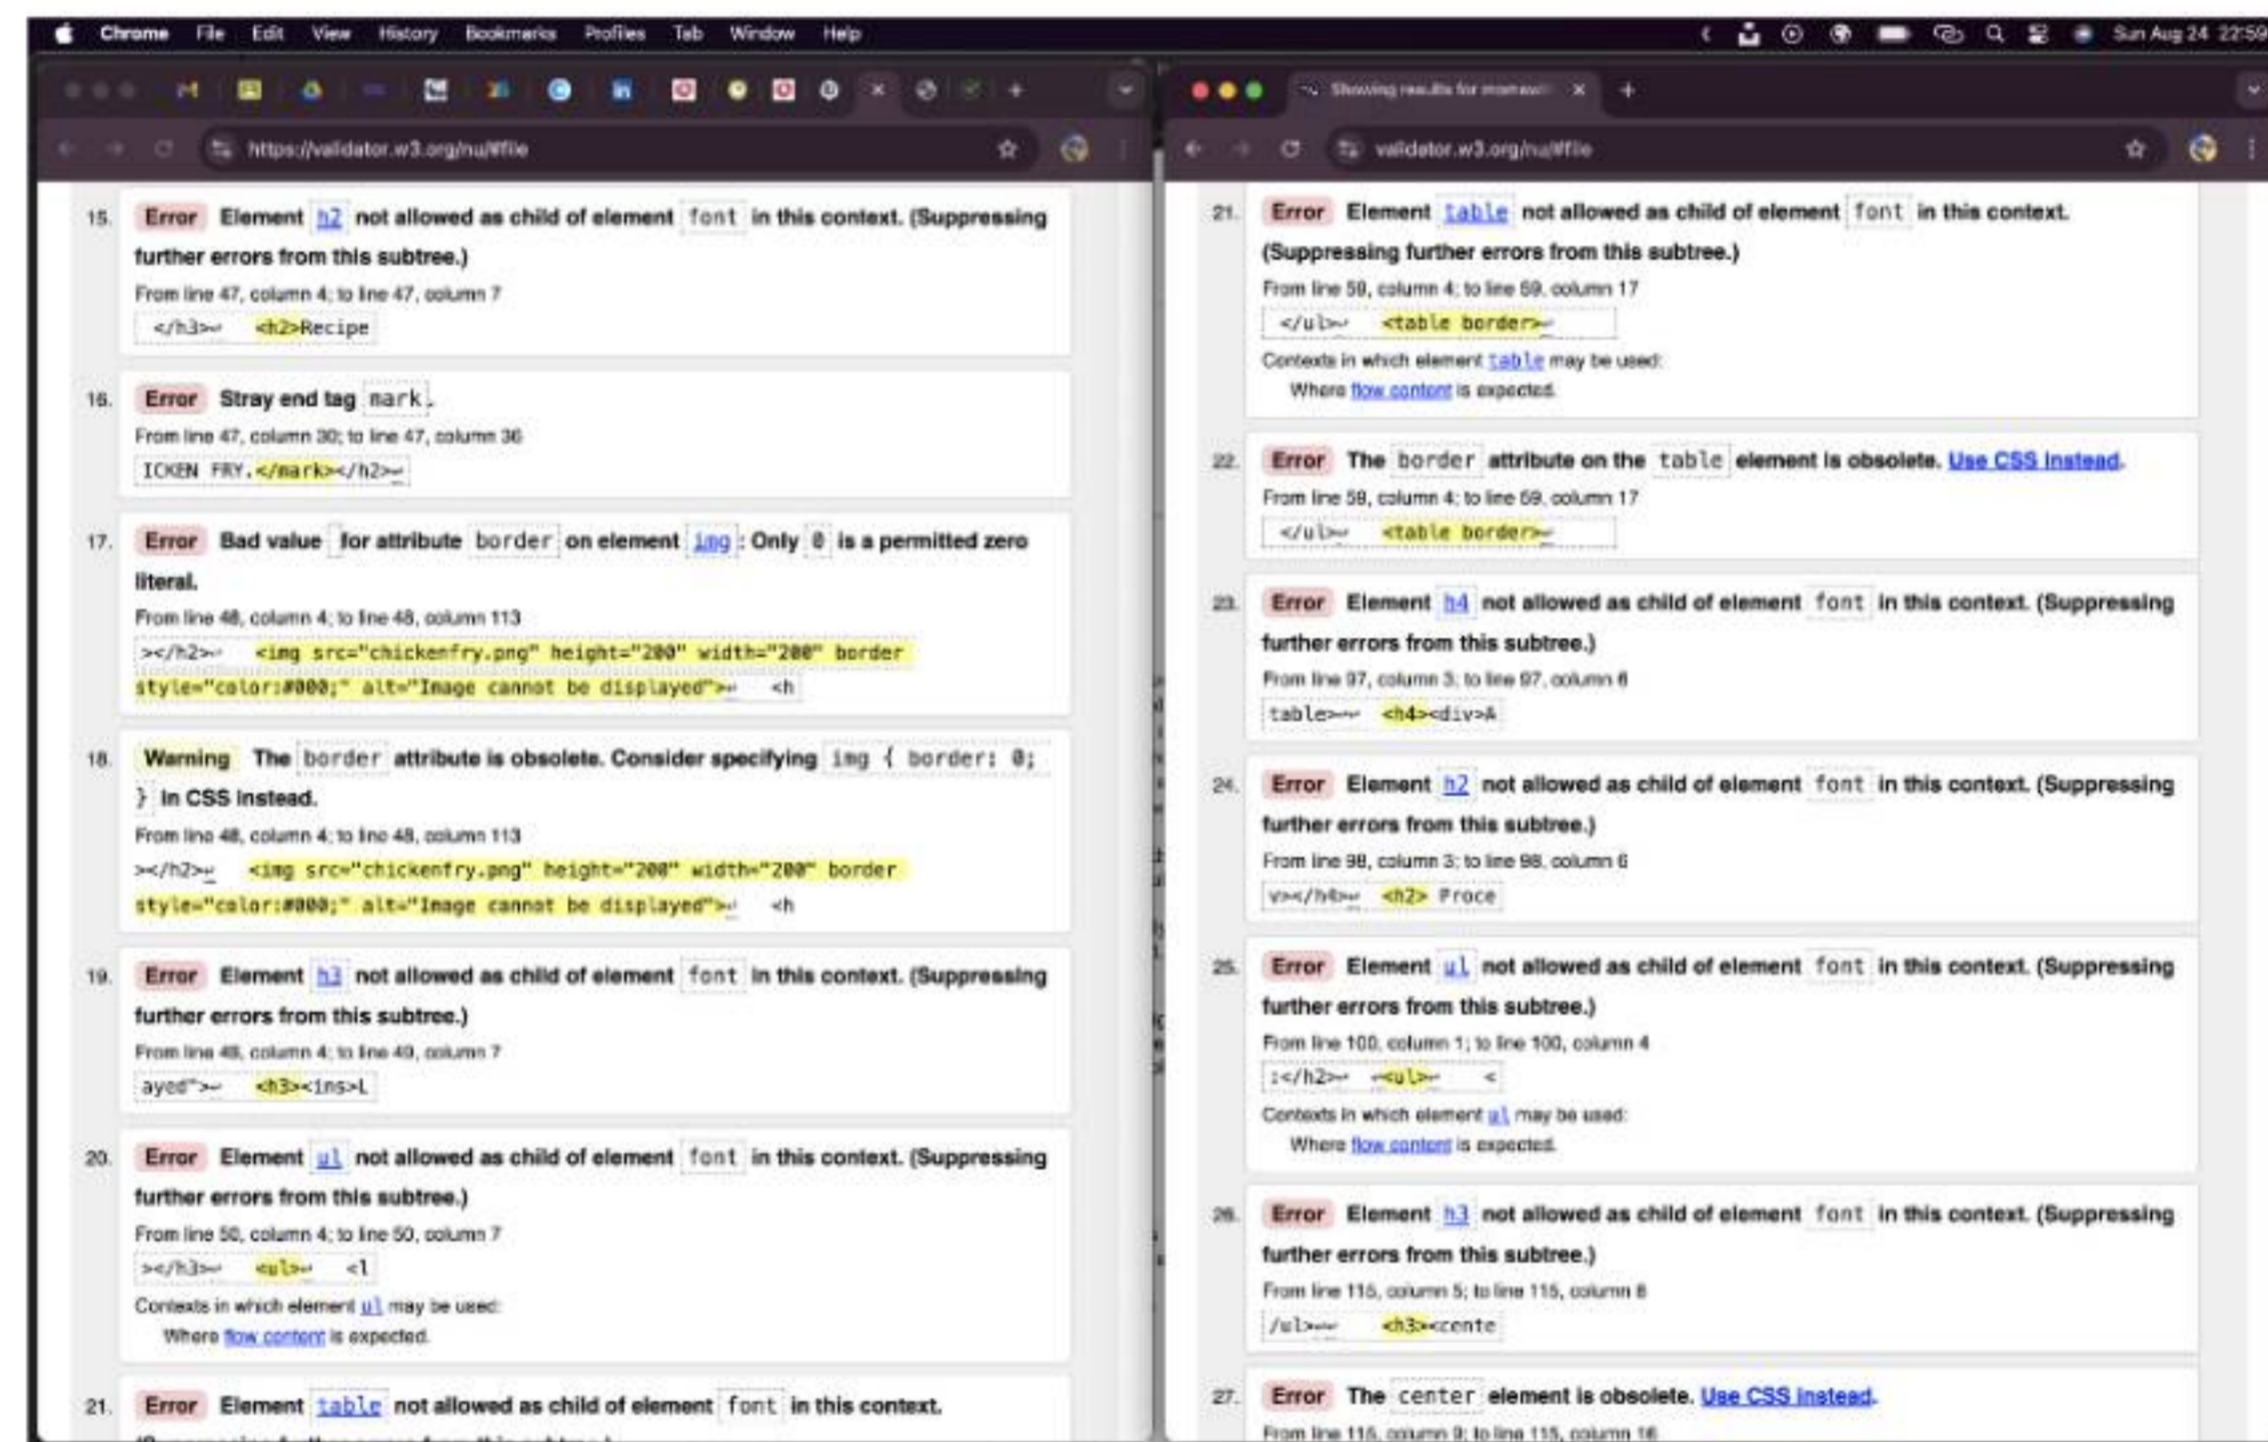 Chrome File Edit View History Bookmarks Profiles Tab Window Help
Sun Aug 24 22:59
https://validator.w3.org/nu/#file
15. Error Element h2 not allowed as child of element font in this context. (Suppressing
further errors from this subtree.)
From line 47, column 4; to line 47, column 7
</h3>↩ <h2>Recipe
16. Error Stray end tag mark.
From line 47, column 30; to line 47, column 36
ICKEN FRY.</mark></h2>↩
17. Error Bad value for attribute border on element img: Only 0 is a permitted zero
literal.
From line 48, column 4; to line 48, column 113
></h2>↩ <img src="chickenfry.png" height="200" width="200" border
style="color:#000;" alt="Image cannot be displayed">↩ <h
18. Warning The border attribute is obsolete. Consider specifying img { border: 0;
} in CSS instead.
From line 48, column 4; to line 48, column 113
></h2>↩ <img src="chickenfry.png" height="200" width="200" border
style="color:#000;" alt="Image cannot be displayed">↩ <h
19. Error Element h3 not allowed as child of element font in this context. (Suppressing
further errors from this subtree.)
From line 49, column 4; to line 49, column 7
ayed">↩ <h3><ins>L
20. Error Element ul not allowed as child of element font in this context. (Suppressing
further errors from this subtree.)
From line 50, column 4; to line 50, column 7
></h3>↩ <ul>↩ <l
Contexts in which element ul may be used:
Where flow content is expected.
21. Error Element table not allowed as child of element font in this context.
Showing results for
validator.w3.org/nu/#file
21. Error Element table not allowed as child of element font in this context.
(Suppressing further errors from this subtree.)
From line 59, column 4; to line 59, column 17
</ul>↩ <table border>↩
Contexts in which element table may be used:
Where flow content is expected.
22. Error The border attribute on the table element is obsolete. Use CSS instead.
From line 59, column 4; to line 59, column 17
</ul>↩ <table border>↩
23. Error Element h4 not allowed as child of element font in this context. (Suppressing
further errors from this subtree.)
From line 97, column 3; to line 97, column 6
table>↩↩ <h4><div>A
24. Error Element h2 not allowed as child of element font in this context. (Suppressing
further errors from this subtree.)
From line 98, column 3; to line 98, column 6
v></h4>↩ <h2> Proce
25. Error Element ul not allowed as child of element font in this context. (Suppressing
further errors from this subtree.)
From line 100, column 1; to line 100, column 4
:</h2>↩ ↩<ul>↩ <
Contexts in which element ul may be used:
Where flow content is expected.
26. Error Element h3 not allowed as child of element font in this context. (Suppressing
further errors from this subtree.)
From line 115, column 5; to line 115, column 8
/ul>↩↩ <h3><cente
27. Error The center element is obsolete. Use CSS instead.
From line 115, column 9; to line 115, column 16